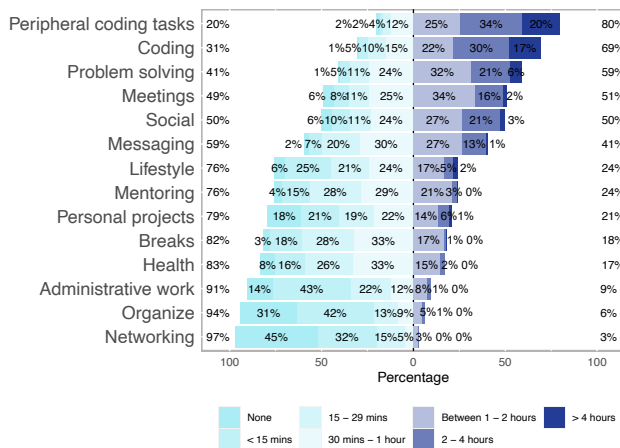 Peripheral coding tasks 20% 2% 2% 4% 12% 25% 34% 20% 80%
Coding 31% 1% 5% 10% 15% 22% 30% 17% 69%
Problem solving 41% 1% 5% 11% 24% 32% 21% 6% 59%
Meetings 49% 6% 8% 11% 25% 34% 16% 2% 51%
Social 50% 6% 10% 11% 24% 27% 21% 3% 50%
Messaging 59% 2% 7% 20% 30% 27% 13% 1% 41%
Lifestyle 76% 6% 25% 21% 24% 17% 5% 2% 24%
Mentoring 76% 4% 15% 28% 29% 21% 3% 0% 24%
Personal projects 79% 18% 21% 19% 22% 14% 6% 1% 21%
Breaks 82% 3% 18% 28% 33% 17% 1% 0% 18%
Health 83% 8% 16% 26% 33% 15% 2% 0% 17%
Administrative work 91% 14% 43% 22% 12% 8% 1% 0% 9%
Organize 94% 31% 42% 13% 9% 5% 1% 0% 6%
Networking 97% 45% 32% 15% 5% 3% 0% 0% 3%
100 50 0 50 100
Percentage
None 15 – 29 mins Between 1 – 2 hours > 4 hours
< 15 mins 30 mins – 1 hour 2 – 4 hours